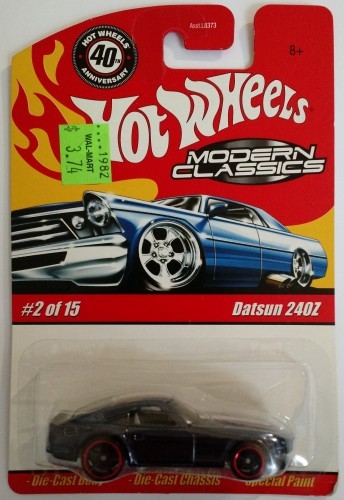 Asst.L0373
HOT WHEELS
40TH
ANNIVERSARY
8+
HOT WHEELS
MODERN
CLASSICS
...1982
WAL-MART
$ 3.74
#2 of 15
Datsun 240Z
Die-Cast Body · Die-Cast Chassis · Special Paint